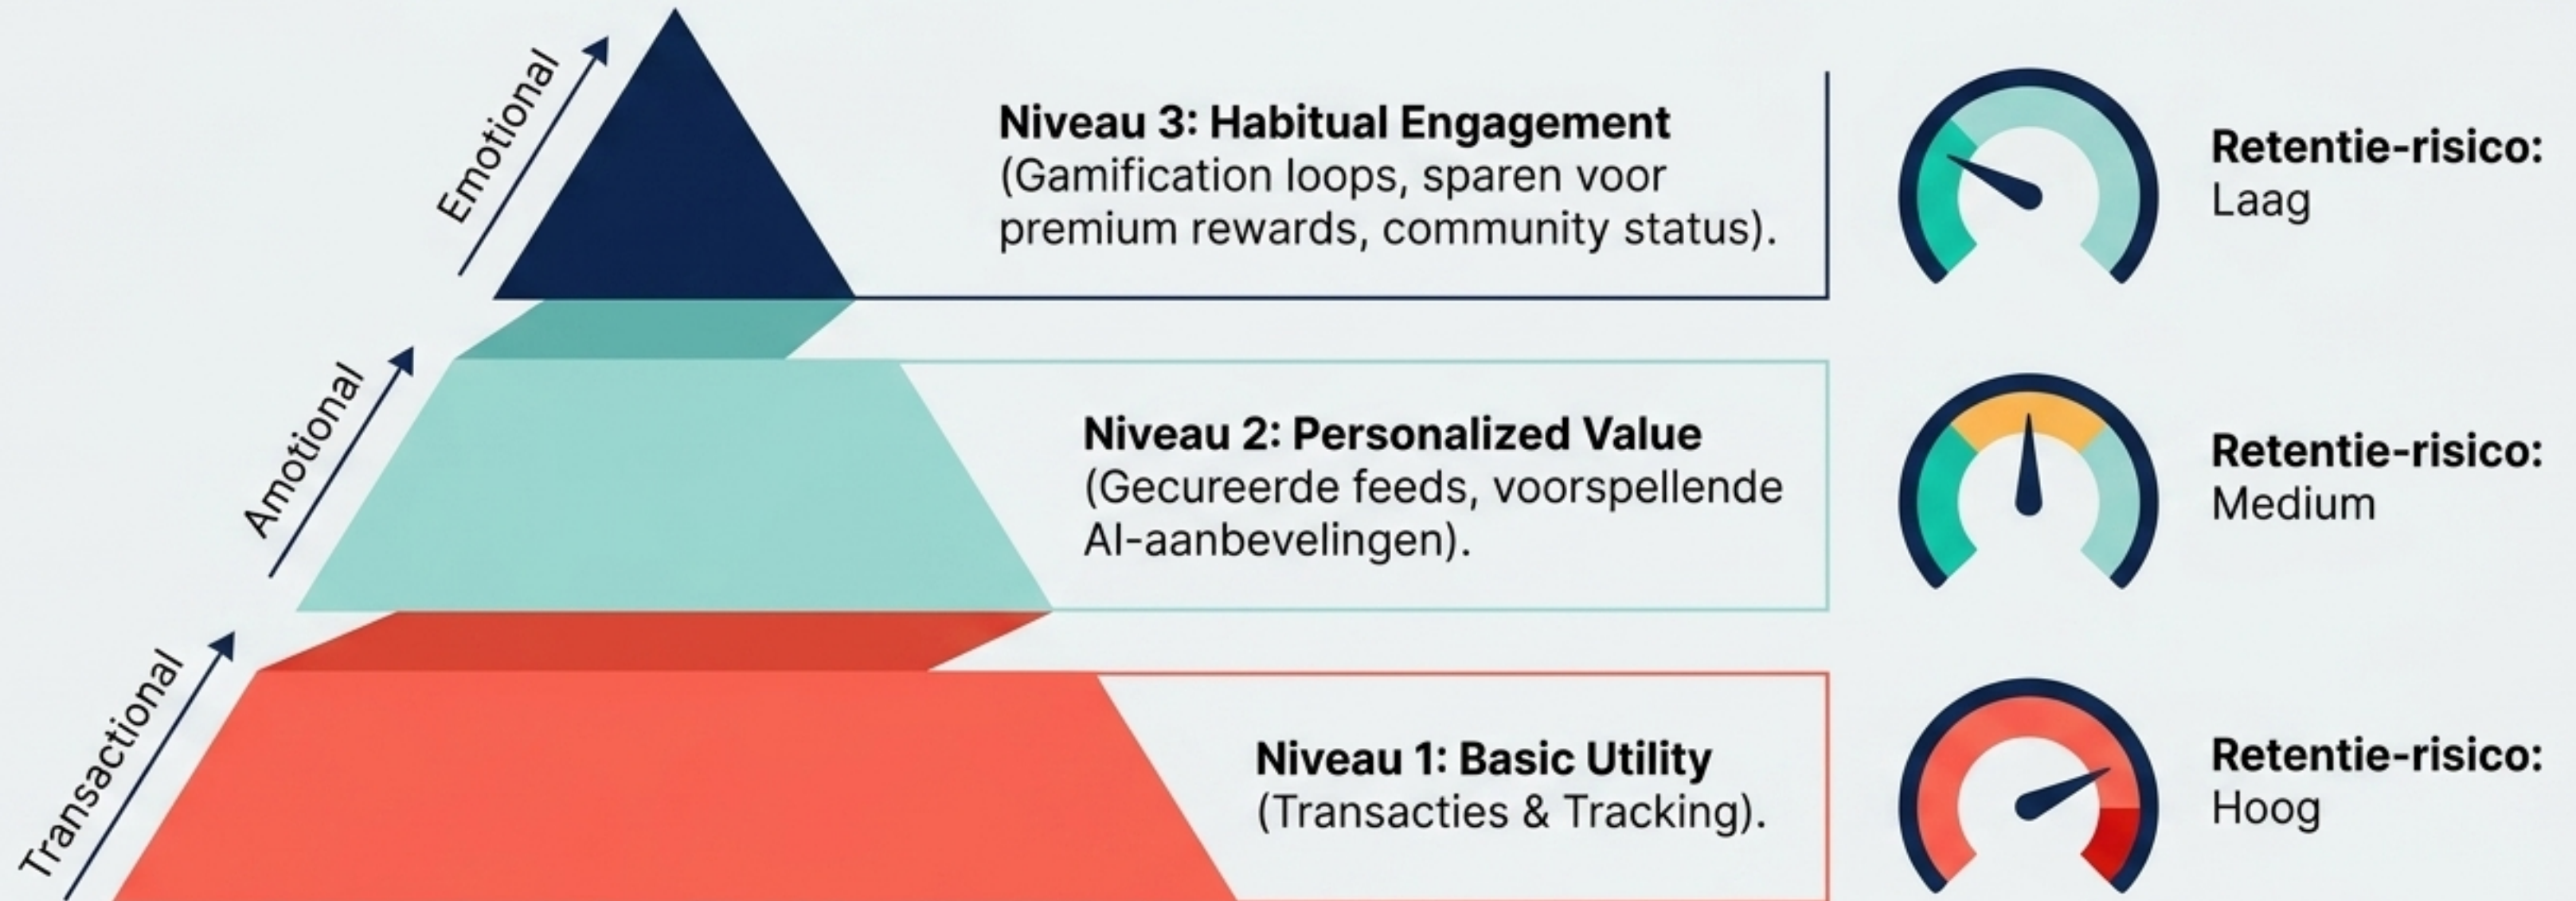 Emotional
Niveau 3: Habitual Engagement
(Gamification loops, sparen voor
premium rewards, community status).
Retentie-risico:
Laag
Amotional
Niveau 2: Personalized Value
(Gecureerde feeds, voorspellende
AI-aanbevelingen).
Retentie-risico:
Medium
Transactional
Niveau 1: Basic Utility
(Transacties & Tracking).
Retentie-risico:
Hoog